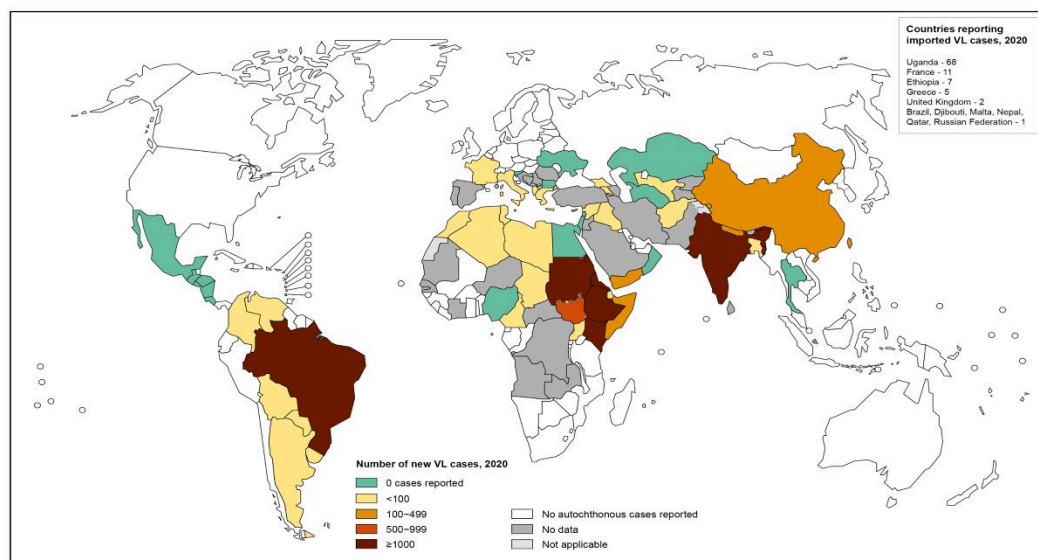 Countries reporting
imported VL cases, 2020
Uganda - 68
France - 11
Ethiopia - 7
Greece - 5
United Kingdom - 2
Brazil, Djibouti, Malta, Nepal,
Qatar, Russian Federation - 1
Number of new VL cases, 2020
0 cases reported
<100
100–499
500–999
≥1000
No autochthonous cases reported
No data
Not applicable